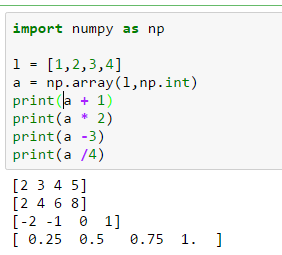 import numpy as np
l = [1,2,3,4]
a = np.array(l,np.int)
print(a + 1)
print(a * 2)
print(a -3)
print(a /4)
[2 3 4 5]
[2 4 6 8]
[-2 -1  0  1]
[ 0.25  0.5   0.75  1.  ]